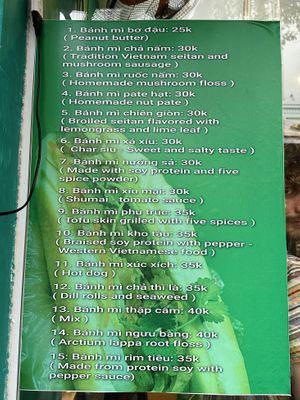 1. Bánh mì bơ đậu: 25k
( Peanut butter)
2. Bánh mì chả nấm: 30k
( Tradition Vietnam seitan and
mushroom sausage )
3. Bánh mì ruốc nấm: 30k
( Homemade mushroom floss )
4. Bánh mì pate hạt: 30k
( Homemade nut pate )
5. Bánh mì chiên giòn: 30k
( Broiled seitan flavored with
lemongrass and lime leaf )
6. Bánh mì xá xíu: 30k
( Char siu - Sweet and salty taste )
7. Bánh mì nướng sả: 30k
( Made with soy protein and five
spice powder)
8. Bánh mì xíu mại: 30k
( Shumai - tomato sauce )
9. Bánh mì phù trúc: 35k
( Tofu skin grilled with five spices )
10. Bánh mì kho tàu: 35k
( Braised soy protein with pepper -
Western Vietnamese food )
11. Bánh mì xúc xích: 35k
( Hot dog )
12. Bánh mì chả thì là: 35k
( Dill rolls and seaweed )
13. Bánh mì thập cẩm: 40k
( Mix )
14. Bánh mì ngưu bàng: 40k
( Arctium lappa root floss )
15: Bánh mì rim tiêu: 35k
( Made from protein soy with
pepper sauce)